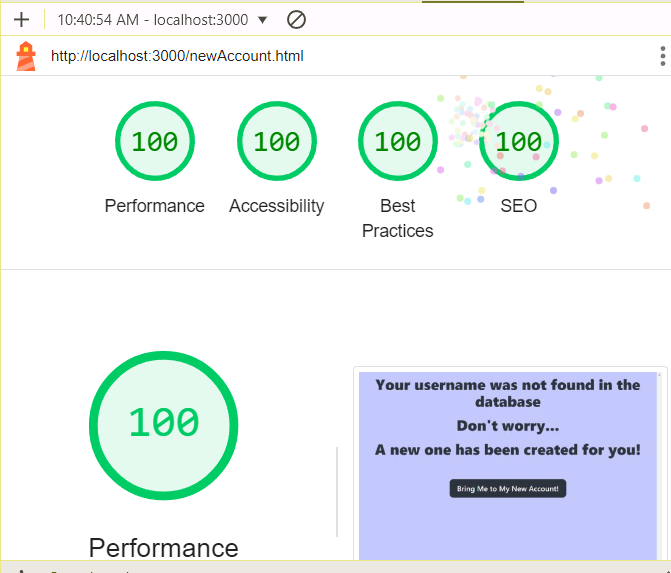 10:40:54 AM - localhost:3000
http://localhost:3000/newAccount.html
100 100 100 100
Performance Accessibility Best Practices SEO
100
Performance
Your username was not found in the
database
Don't worry...
A new one has been created for you!
Bring Me to My New Account!